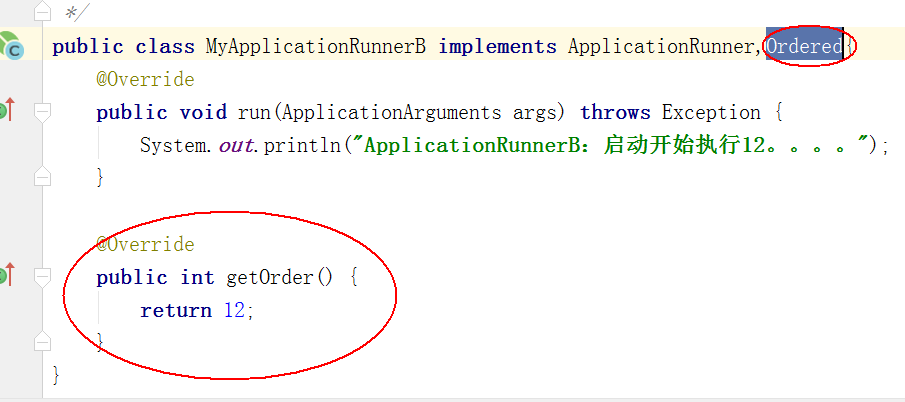 */
public class MyApplicationRunnerB implements ApplicationRunner,Ordered{
@Override
public void run(ApplicationArguments args) throws Exception {
System.out.println("ApplicationRunnerB：启动开始执行12。。。。");
}
@Override
public int getOrder() {
return 12;
}
}